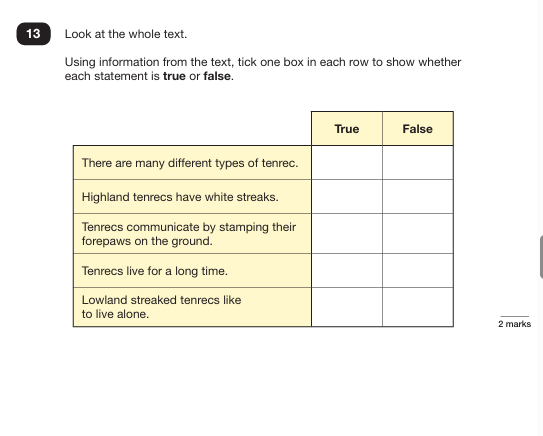 13 Look at the whole text.
Using information from the text, tick one box in each row to show whether
each statement is true or false.
True False
There are many different types of tenrec.
Highland tenrecs have white streaks.
Tenrecs communicate by stamping their
forepaws on the ground.
Tenrecs live for a long time.
Lowland streaked tenrecs like
to live alone.
2 marks